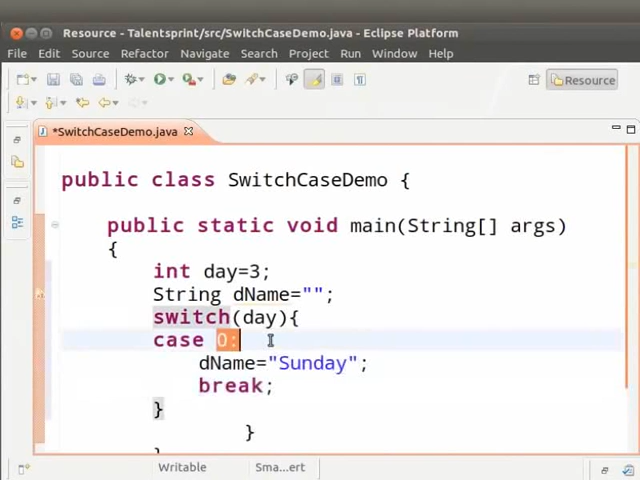 Resource - Talentsprint/src/SwitchCaseDemo.java - Eclipse Platform
File Edit Source Refactor Navigate Search Project Run Window Help
Resource
*SwitchCaseDemo.java
public class SwitchCaseDemo {
public static void main(String[] args)
{
int day=3;
String dName="";
switch(day){
case 0:
dName="Sunday";
break;
}
}
Writable Sma...ert